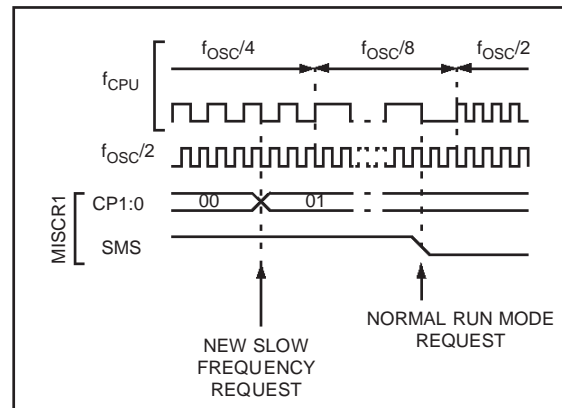 fOSC/4 fOSC/8 fOSC/2
fCPU
fOSC/2
MISCR1
CP1:0 00 01
SMS
NEW SLOW
FREQUENCY
REQUEST
NORMAL RUN MODE
REQUEST